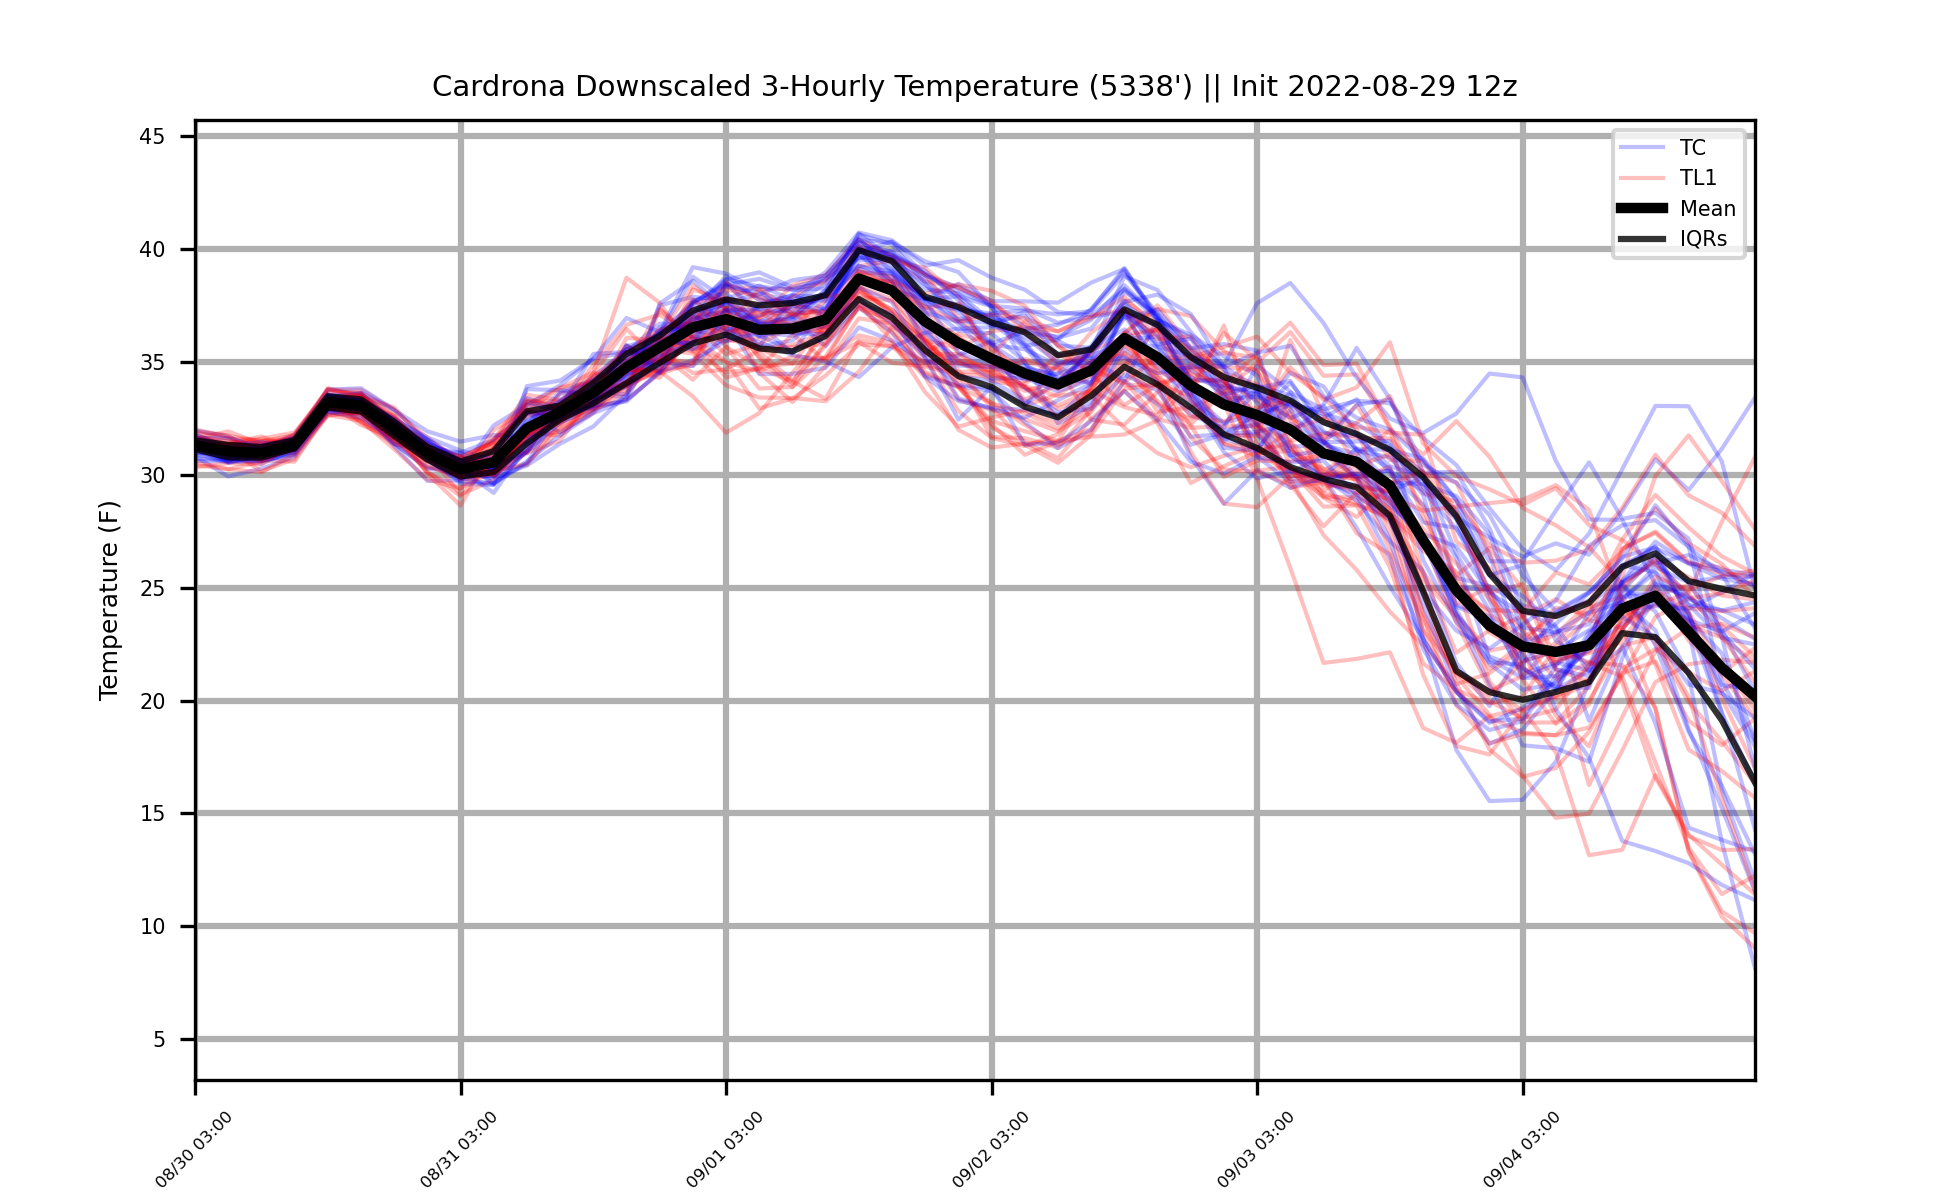 Cardrona Downscaled 3-Hourly Temperature (5338') || Init 2022-08-29 12z
TC
TL1
Mean
IQRs
Temperature (F)
45
40
35
30
25
20
15
10
5
08/30 03:00
08/31 03:00
09/01 03:00
09/02 03:00
09/03 03:00
09/04 03:00